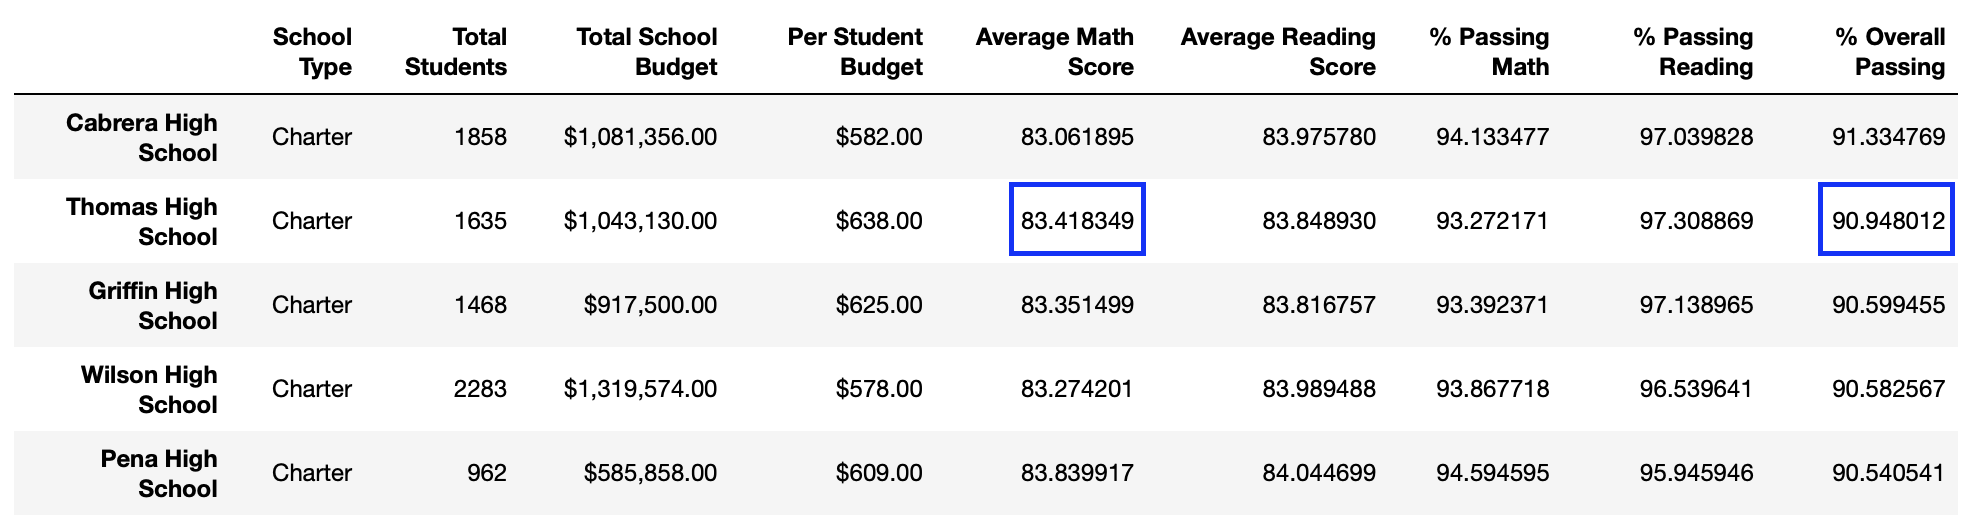 School Total Total School Per Student Average Math Average Reading % Passing % Passing % Overall
Type Students Budget Budget Score Score Math Reading Passing
Cabrera High
School Charter 1858 $1,081,356.00 $582.00 83.061895 83.975780 94.133477 97.039828 91.334769
Thomas High
School Charter 1635 $1,043,130.00 $638.00 83.418349 83.848930 93.272171 97.308869 90.948012
Griffin High
School Charter 1468 $917,500.00 $625.00 83.351499 83.816757 93.392371 97.138965 90.599455
Wilson High
School Charter 2283 $1,319,574.00 $578.00 83.274201 83.989488 93.867718 96.539641 90.582567
Pena High
School Charter 962 $585,858.00 $609.00 83.839917 84.044699 94.594595 95.945946 90.540541